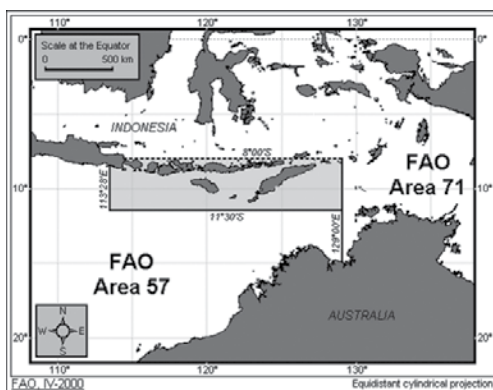 110°
120°
130°
0°
Scale at the Equator
0 500 km
0°
INDONESIA
8°00'S
FAO
Area 71
10°
113°28'E
11°30'S
129°00'E
10°
FAO
Area 57
N
W E
S
AUSTRALIA
20°
20°
110°
120°
130°
FAO, IV-2000
Equidistant cylindrical projection